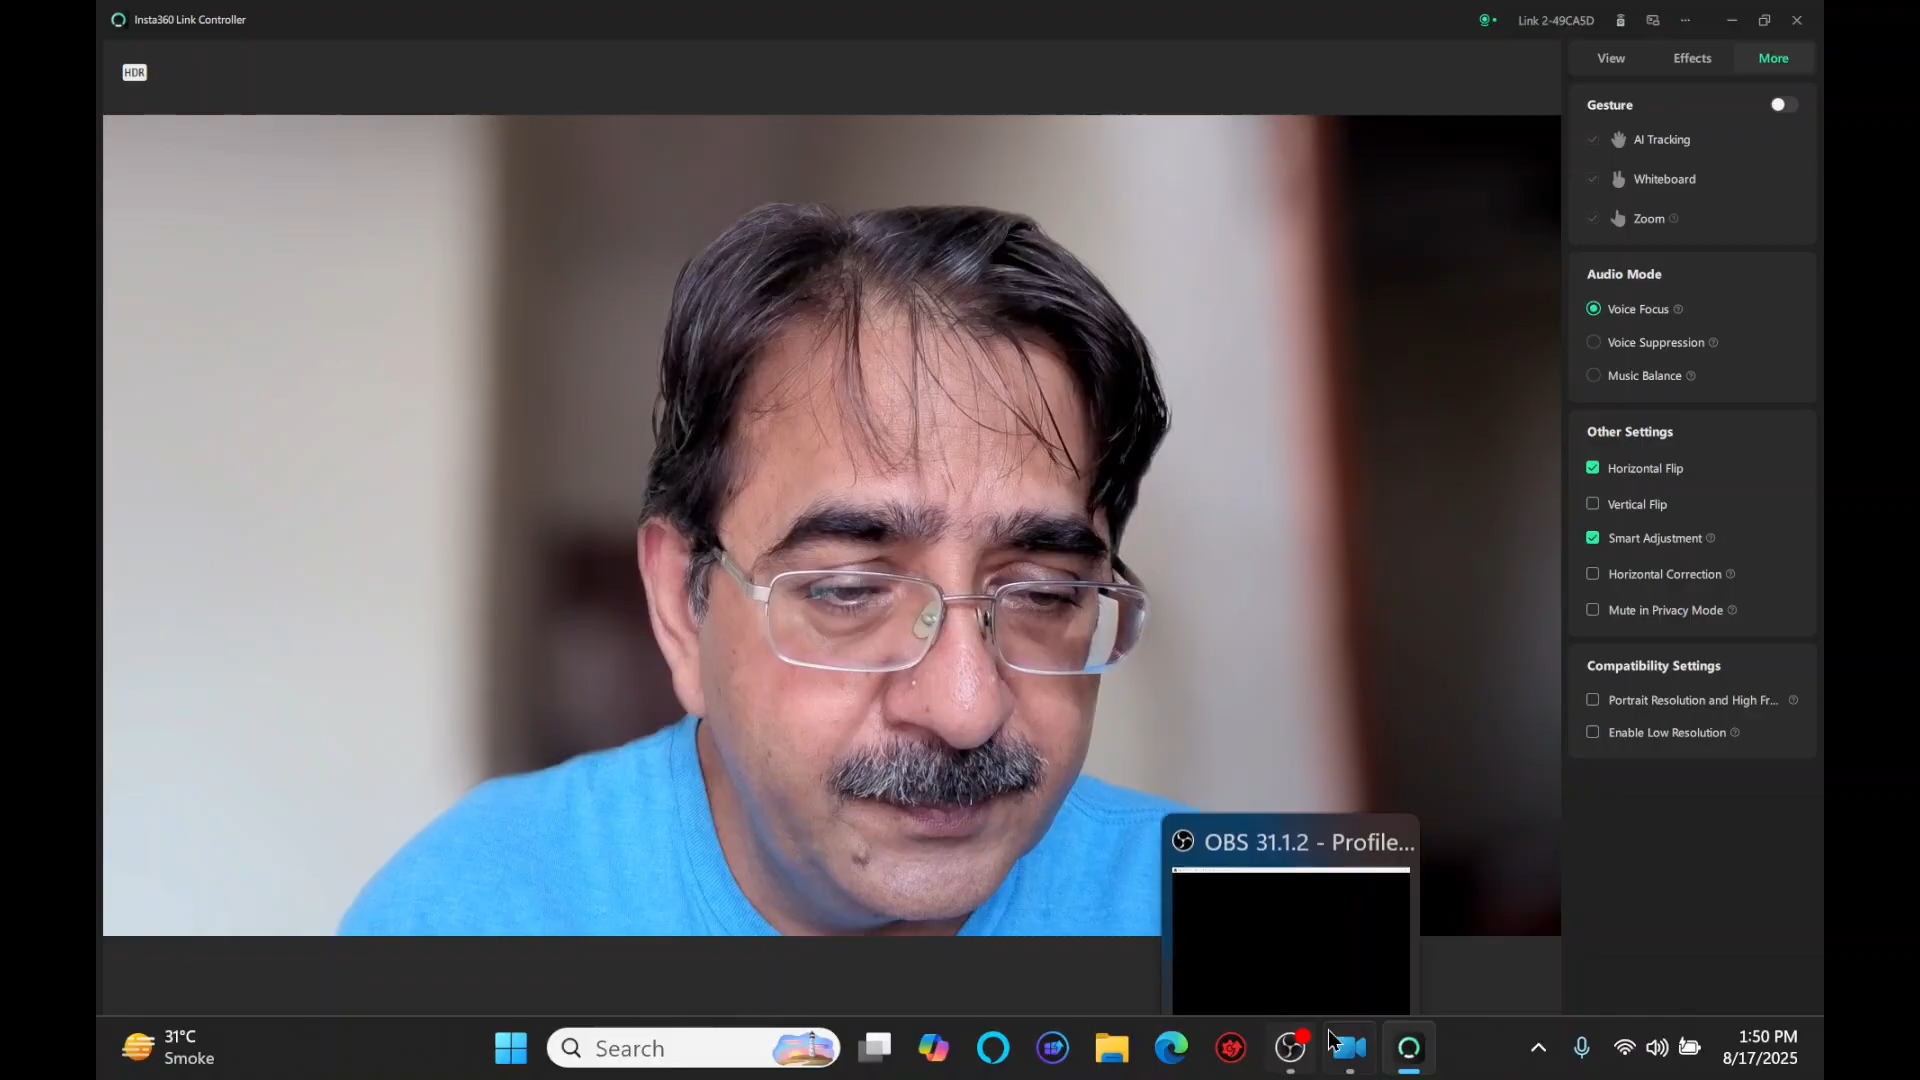 Insta360 Link Controller
Link 2-49CA5D
HDR
View Effects More
Gesture
AI Tracking
Whiteboard
Zoom
Audio Mode
Voice Focus
Voice Suppression
Music Balance
Other Settings
Horizontal Flip
Vertical Flip
Smart Adjustment
Horizontal Correction
Mute in Privacy Mode
Compatibility Settings
Portrait Resolution and High Fr...
Enable Low Resolution
OBS 31.1.2 - Profile...
31°C
Smoke
Search
1:50 PM
8/17/2025